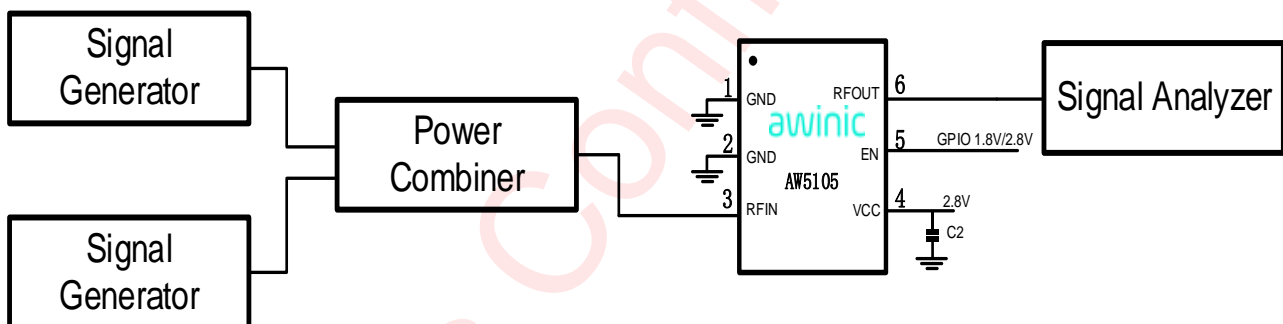 Signal
Generator
Signal
Generator
Power
Combiner
1
GND
2
GND
3
RFIN
awinic
AW5105
RFOUT
6
EN
5
GPIO 1.8V/2.8V
VCC
4
2.8V
C2
Signal Analyzer